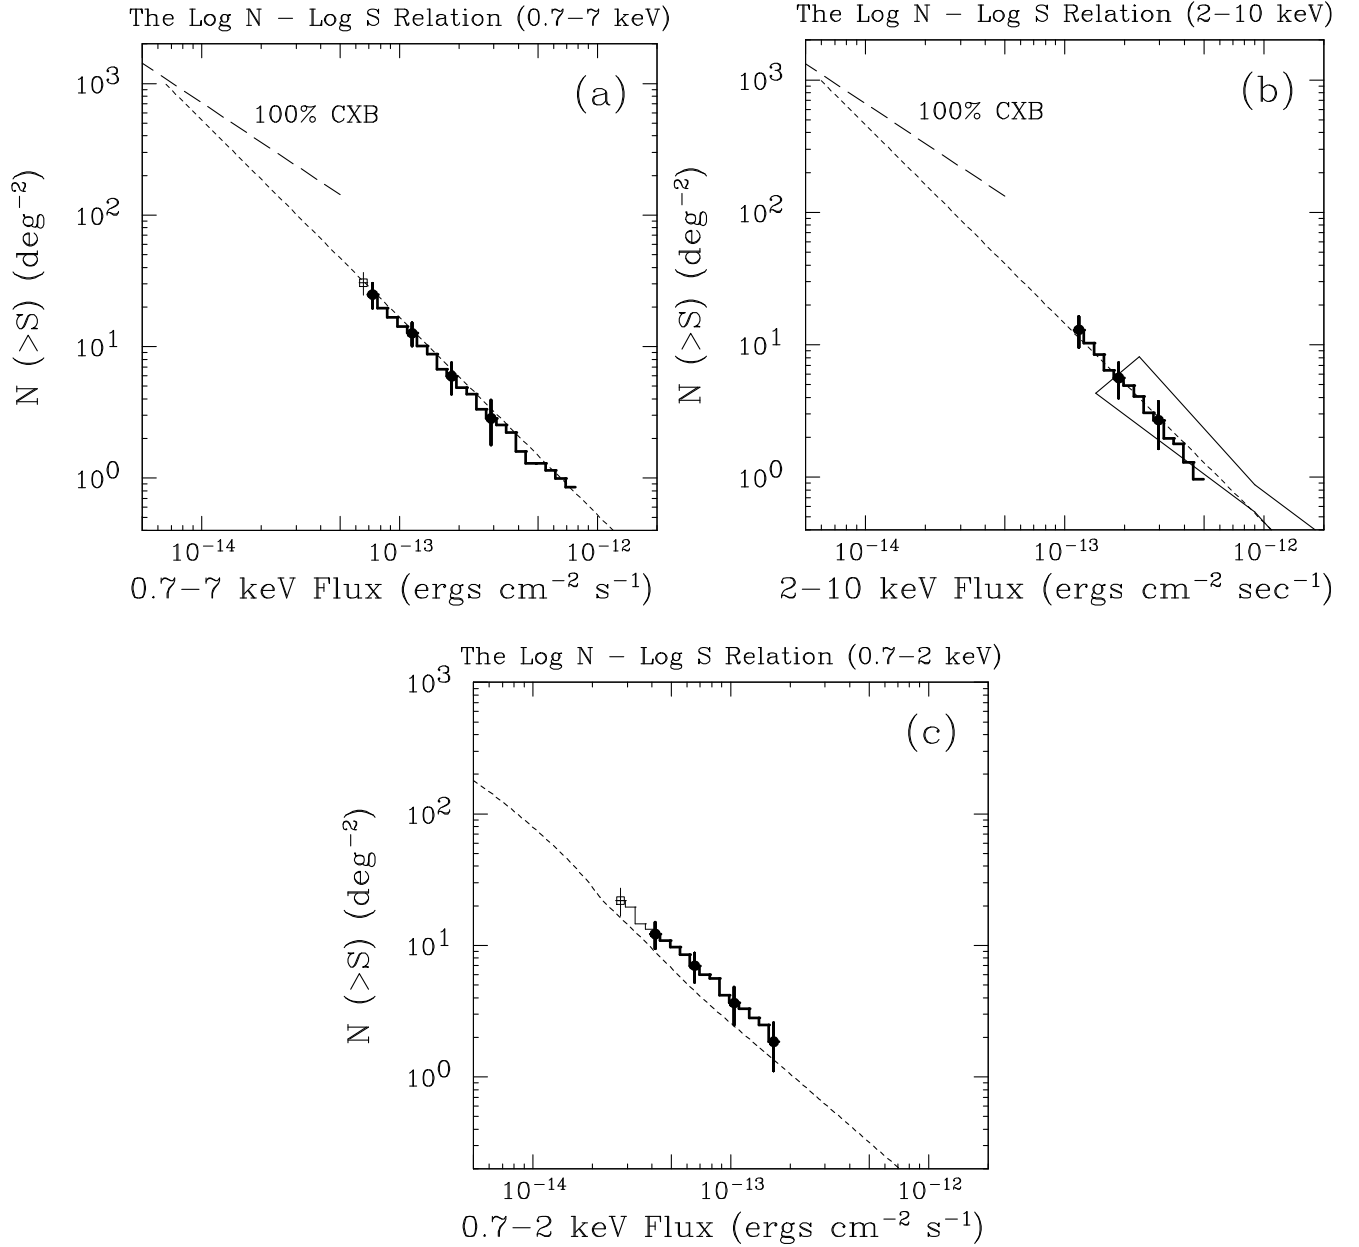 The Log N − Log S Relation (0.7−7 keV)
(a)
100% CXB
10³
10²
10¹
10⁰
N (>S) (deg⁻²)
10⁻¹⁴ 10⁻¹³ 10⁻¹²
0.7−7 keV Flux (ergs cm⁻² s⁻¹)
The Log N − Log S Relation (2−10 keV)
(b)
100% CXB
10³
10²
10¹
10⁰
N (>S) (deg⁻²)
10⁻¹⁴ 10⁻¹³ 10⁻¹²
2−10 keV Flux (ergs cm⁻² sec⁻¹)
The Log N − Log S Relation (0.7−2 keV)
(c)
10³
10²
10¹
10⁰
N (>S) (deg⁻²)
10⁻¹⁴ 10⁻¹³ 10⁻¹²
0.7−2 keV Flux (ergs cm⁻² s⁻¹)